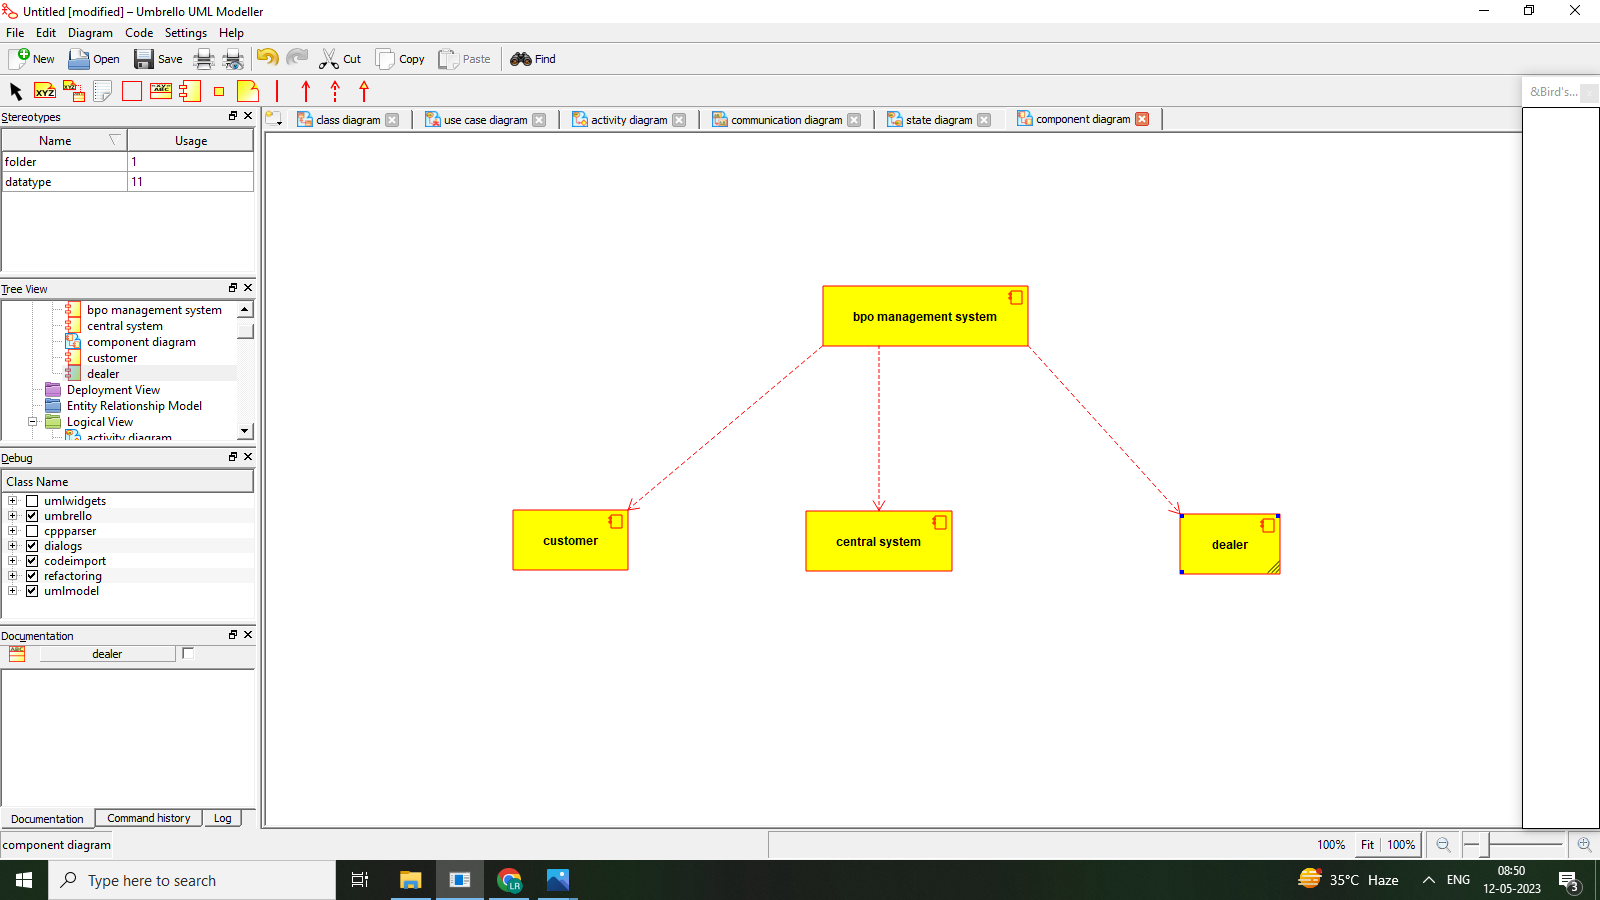 Untitled [modified] – Umbrello UML Modeller
File Edit Diagram Code Settings Help
New Open Save Cut Copy Paste Find
XYZ
&Bird's...
Stereotypes
class diagram use case diagram activity diagram communication diagram state diagram component diagram
Name Usage
folder 1
datatype 11
Tree View
bpo management system
central system
component diagram
customer
dealer
Deployment View
Entity Relationship Model
Logical View
activity diagram
Debug
Class Name
umlwidgets
umbrello
cppparser
dialogs
codeimport
refactoring
umlmodel
Documentation
dealer
Documentation Command history Log
bpo management system
customer
central system
dealer
component diagram
100% Fit 100%
Type here to search
LR
35°C Haze
ENG
08:50
12-05-2023
3